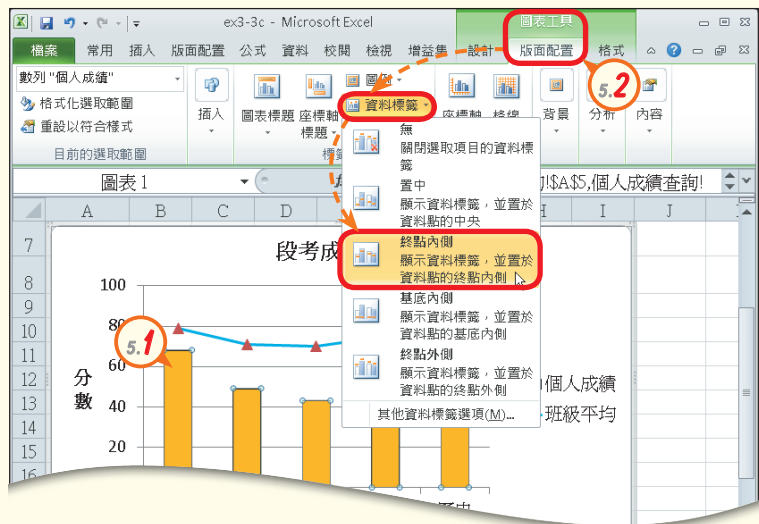 ex3-3c - Microsoft Excel
圖表工具
檔案 常用 插入 版面配置 公式 資料 校閱 檢視 增益集 設計 版面配置 格式
數列 "個人成績"
格式化選取範圍
重設以符合樣式
目前的選取範圍
插入
圖表標題
座標軸
標題
圖例
資料標籤
座標軸
格線
背景
分析
內容
5.2
無
關閉選取項目的資料標
籤
置中
顯示資料標籤，並置於
資料點的中央
終點內側
顯示資料標籤，並置於
資料點的終點內側
基底內側
顯示資料標籤，並置於
資料點的基底內側
終點外側
顯示資料標籤，並置於
資料點的終點外側
其他資料標籤選項(M)...
圖表 1
!$A$5,個人成績查詢!
A B C D H I J
7
8
9
10
11
12
13
14
15
16
段考成
100
80
60
40
20
分
數
5.1
個人成績
班級平均